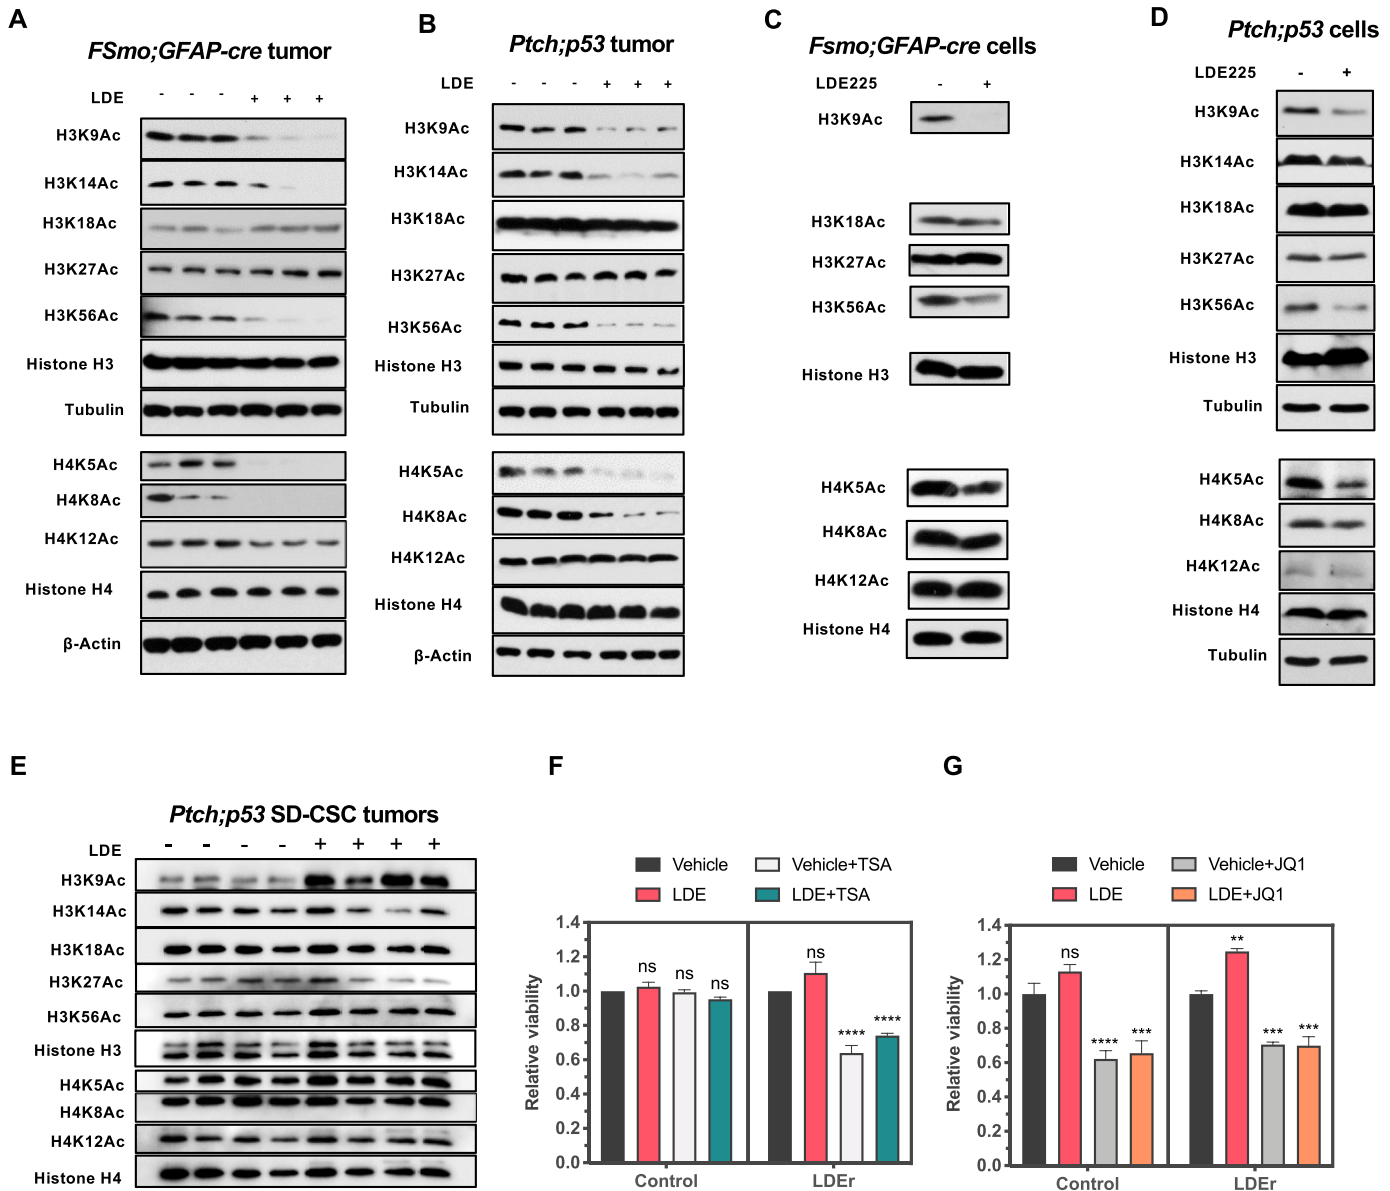 A
FSmo;GFAP-cre tumor
LDE - - - + + +
H3K9Ac
H3K14Ac
H3K18Ac
H3K27Ac
H3K56Ac
Histone H3
Tubulin
H4K5Ac
H4K8Ac
H4K12Ac
Histone H4
β-Actin
B
Ptch;p53 tumor
LDE - - - + + +
H3K9Ac
H3K14Ac
H3K18Ac
H3K27Ac
H3K56Ac
Histone H3
Tubulin
H4K5Ac
H4K8Ac
H4K12Ac
Histone H4
β-Actin
C
Fsmo;GFAP-cre cells
LDE225 - +
H3K9Ac
H3K18Ac
H3K27Ac
H3K56Ac
Histone H3
H4K5Ac
H4K8Ac
H4K12Ac
Histone H4
D
Ptch;p53 cells
LDE225 - +
H3K9Ac
H3K14Ac
H3K18Ac
H3K27Ac
H3K56Ac
Histone H3
Tubulin
H4K5Ac
H4K8Ac
H4K12Ac
Histone H4
Tubulin
E
Ptch;p53 SD-CSC tumors
LDE - - - - + + + +
H3K9Ac
H3K14Ac
H3K18Ac
H3K27Ac
H3K56Ac
Histone H3
H4K5Ac
H4K8Ac
H4K12Ac
Histone H4
F
Vehicle Vehicle+TSA
LDE LDE+TSA
Relative viability
1.4
1.2
1.0
0.8
0.6
0.4
0.2
0.0
ns ns ns
ns **** ****
Control LDEr
G
Vehicle Vehicle+JQ1
LDE LDE+JQ1
Relative viability
1.4
1.2
1.0
0.8
0.6
0.4
0.2
0.0
ns **** ***
** *** ***
Control LDEr